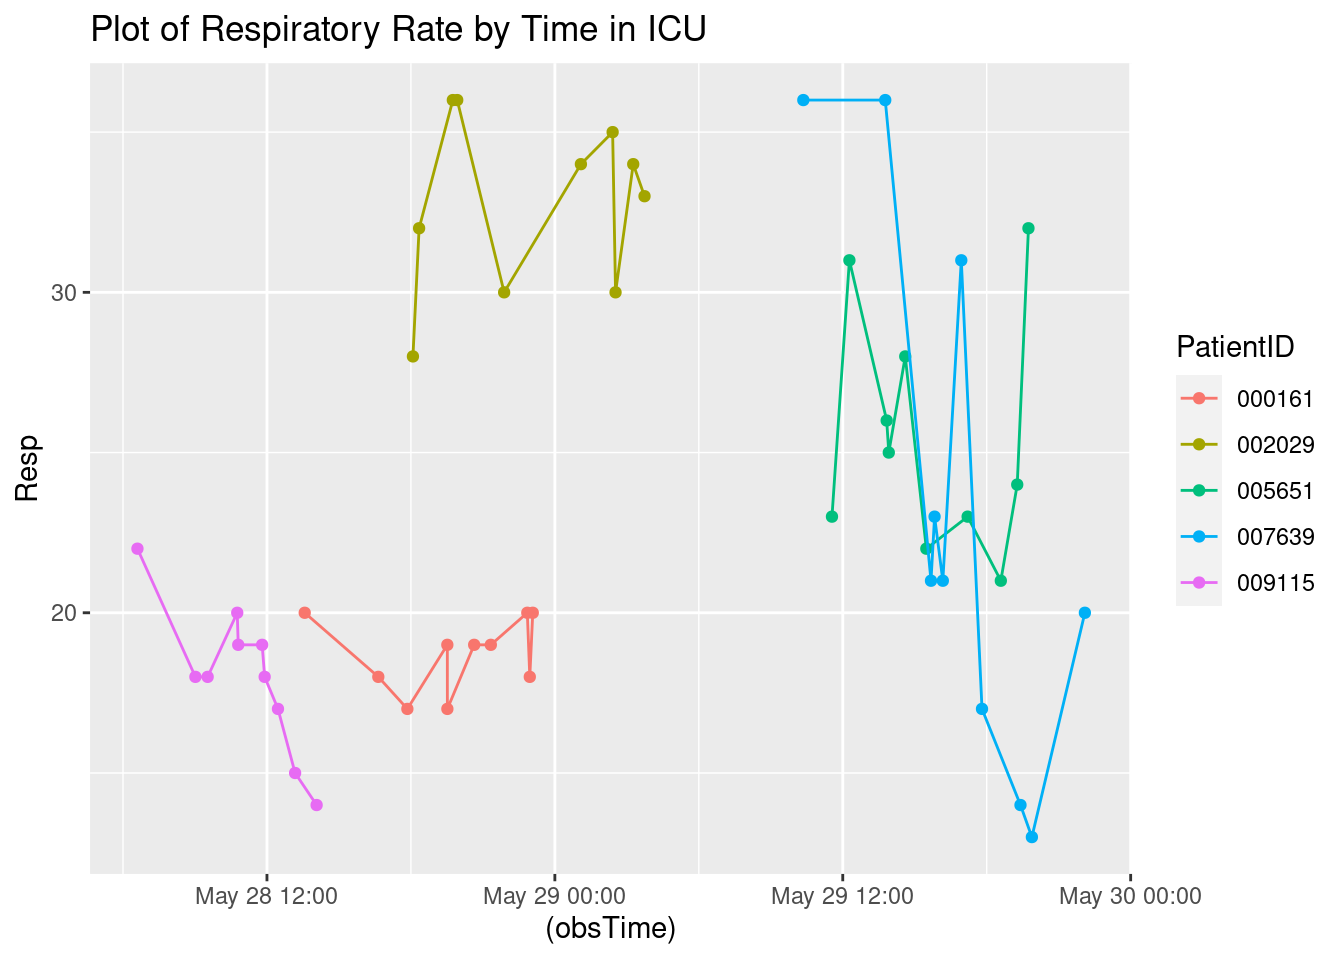 Plot of Respiratory Rate by Time in ICU
Resp
30
20
May 28 12:00
May 29 00:00
May 29 12:00
May 30 00:00
(obsTime)
PatientID
000161
002029
005651
007639
009115